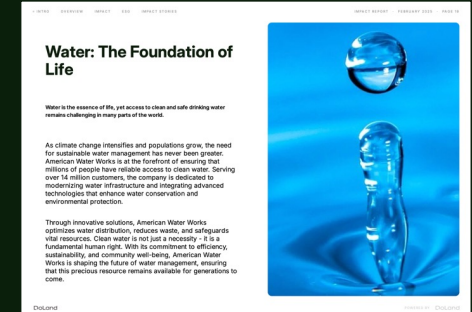 INTRO OVERVIEW IMPACT ESG IMPACT STORIES
IMPACT REPORT - FEBRUARY 2025 - PAGE
Water: The Foundation of
Life
Water is the essence of life, yet access to clean and safe drinking water
remains challenging in many parts of the world.
As climate change intensifies and populations grow, the need
for sustainable water management has never been greater.
American Water Works is at the forefront of ensuring that
millions of people have reliable access to clean water. Serving
over 14 million customers, the company is dedicated to
modernizing water infrastructure and integrating advanced
technologies that enhance water conservation and
environmental protection.
Through innovative solutions, American Water Works
optimizes water distribution, reduces waste, and safeguards
vital resources. Clean water is not just a necessity - it is a
fundamental human right. With its commitment to efficiency,
sustainability, and community well-being, American Water
Works is shaping the future of water management, ensuring
that this precious resource remains available for generations to
come.
DoLand
POWERED BY DoLand